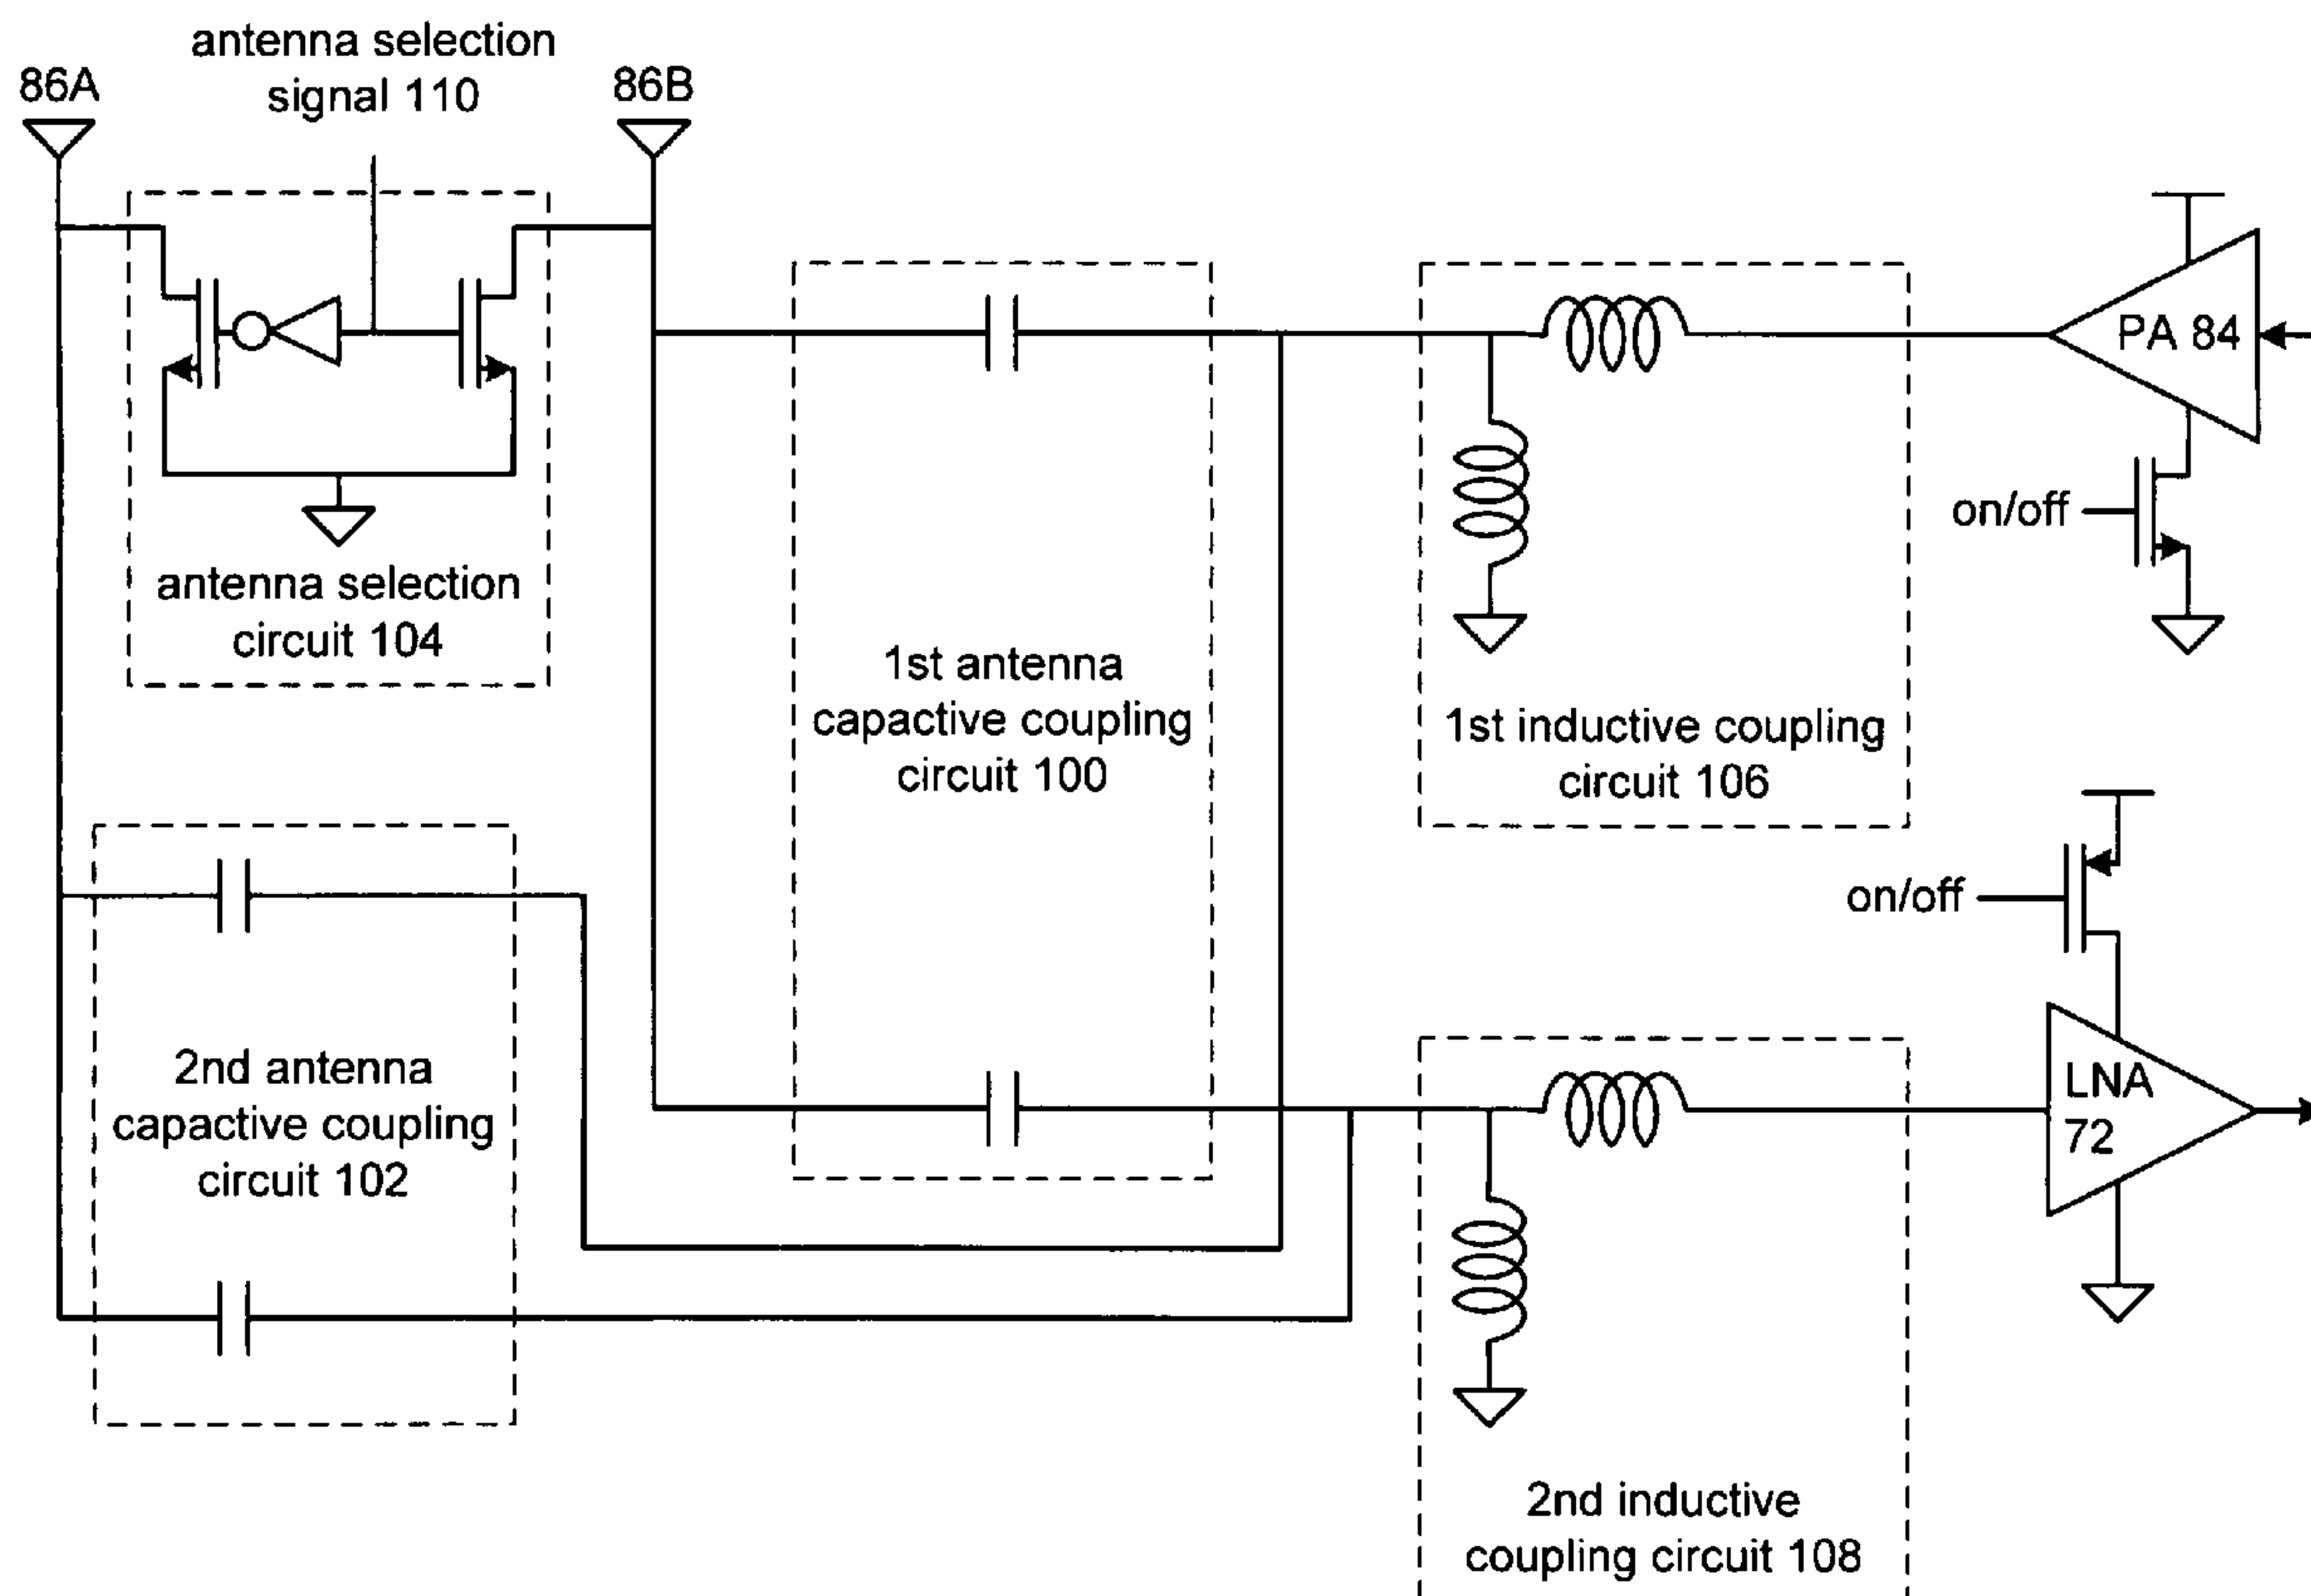 antenna selection
signal 110
86A
86B
antenna selection
circuit 104
1st antenna
capactive coupling
circuit 100
1st inductive coupling
circuit 106
PA 84
on/off
on/off
2nd antenna
capactive coupling
circuit 102
LNA
72
2nd inductive
coupling circuit 108